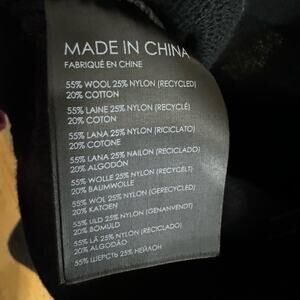 MADE IN CHINA
FABRIQUÉ EN CHINE
55% WOOL 25% NYLON (RECYCLED)
20% COTTON
55% LAINE 25% NYLON (RECYCLÉ)
20% COTON
55% LANA 25% NYLON (RICICLATO)
20% COTONE
55% LANA 25% NAILON (RECICLADO)
20% ALGODÓN
55% WOLLE 25% NYLON (RECYCELT)
20% BAUMWOLLE
55% WOL 25% NYLON (GERECYCLED)
20% KATOEN
55% ULD 25% NYLON (GENANVENDT)
20% BOMULD
55% LÃ 25% NYLON (RECICLADO)
20% ALGODÃO
55% ШЕРСТЬ 25% НЕЙЛОН